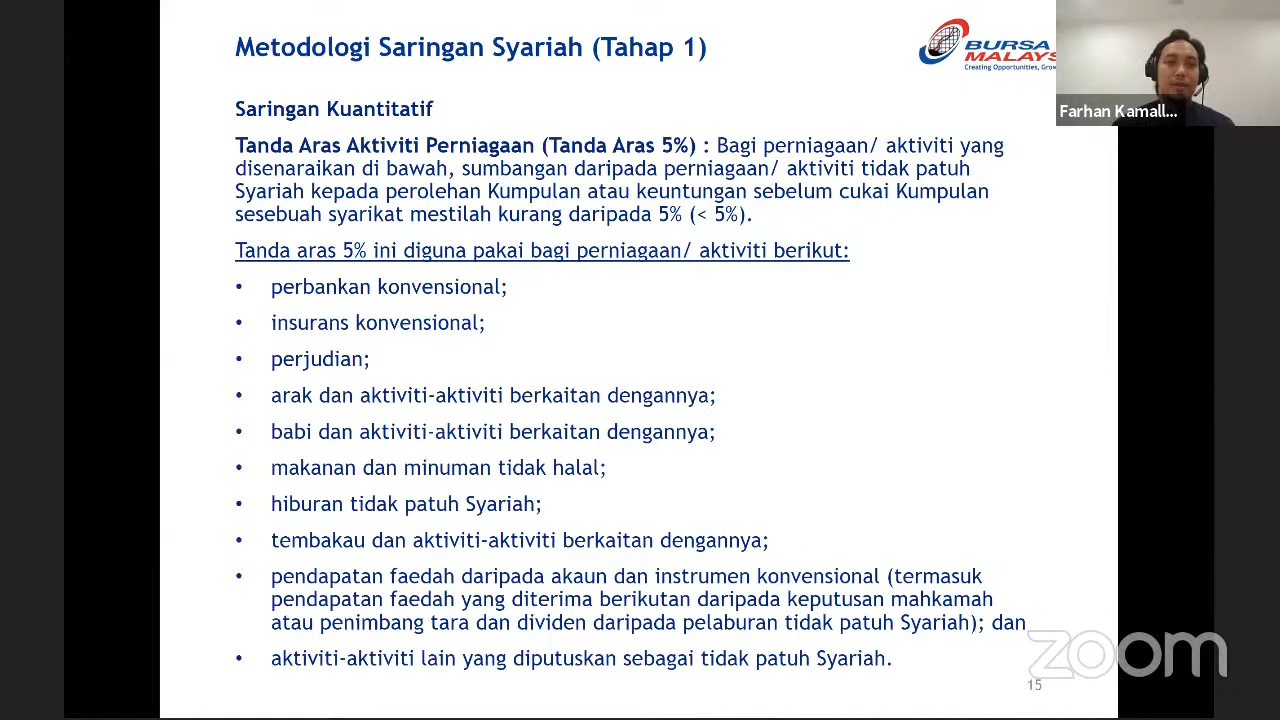 Metodologi Saringan Syariah (Tahap 1)
BURSA
MALAYS
Creating Opportunities, Grow
Farhan Kamall...
Saringan Kuantitatif
Tanda Aras Aktiviti Perniagaan (Tanda Aras 5%) : Bagi perniagaan/ aktiviti yang
disenaraikan di bawah, sumbangan daripada perniagaan/ aktiviti tidak patuh
Syariah kepada perolehan Kumpulan atau keuntungan sebelum cukai Kumpulan
sesebuah syarikat mestilah kurang daripada 5% (< 5%).
Tanda aras 5% ini diguna pakai bagi perniagaan/ aktiviti berikut:
• perbankan konvensional;
• insurans konvensional;
• perjudian;
• arak dan aktiviti-aktiviti berkaitan dengannya;
• babi dan aktiviti-aktiviti berkaitan dengannya;
• makanan dan minuman tidak halal;
• hiburan tidak patuh Syariah;
• tembakau dan aktiviti-aktiviti berkaitan dengannya;
• pendapatan faedah daripada akaun dan instrumen konvensional (termasuk
pendapatan faedah yang diterima berikutan daripada keputusan mahkamah
atau penimbang tara dan dividen daripada pelaburan tidak patuh Syariah); dan
• aktiviti-aktiviti lain yang diputuskan sebagai tidak patuh Syariah.
zoom
15